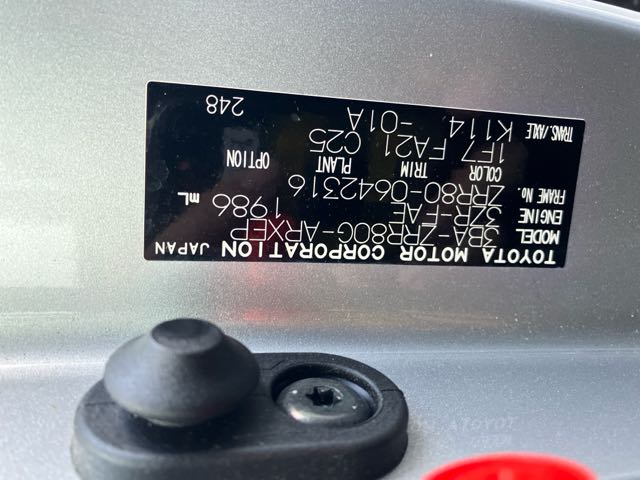 TOYOTA MOTOR CORPORATION JAPAN
MODEL 3BA-ZRR80G-APXEP
ENGINE 3ZR-FAE 1986 mL
FRAME No. ZRR80-0642316
COLOR TRIM PLANT OPTION
1F7 FA21 C25
TRANS./AXLE K114 -01A
248